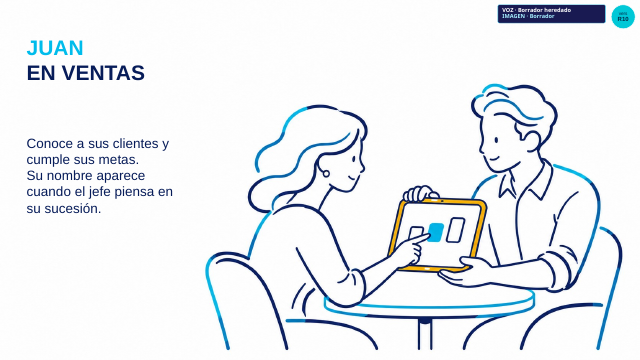 VOZ · Borrador heredado
IMAGEN · Borrador
R10
JUAN
EN VENTAS
Conoce a sus clientes y
cumple sus metas.
Su nombre aparece
cuando el jefe piensa en
su sucesión.